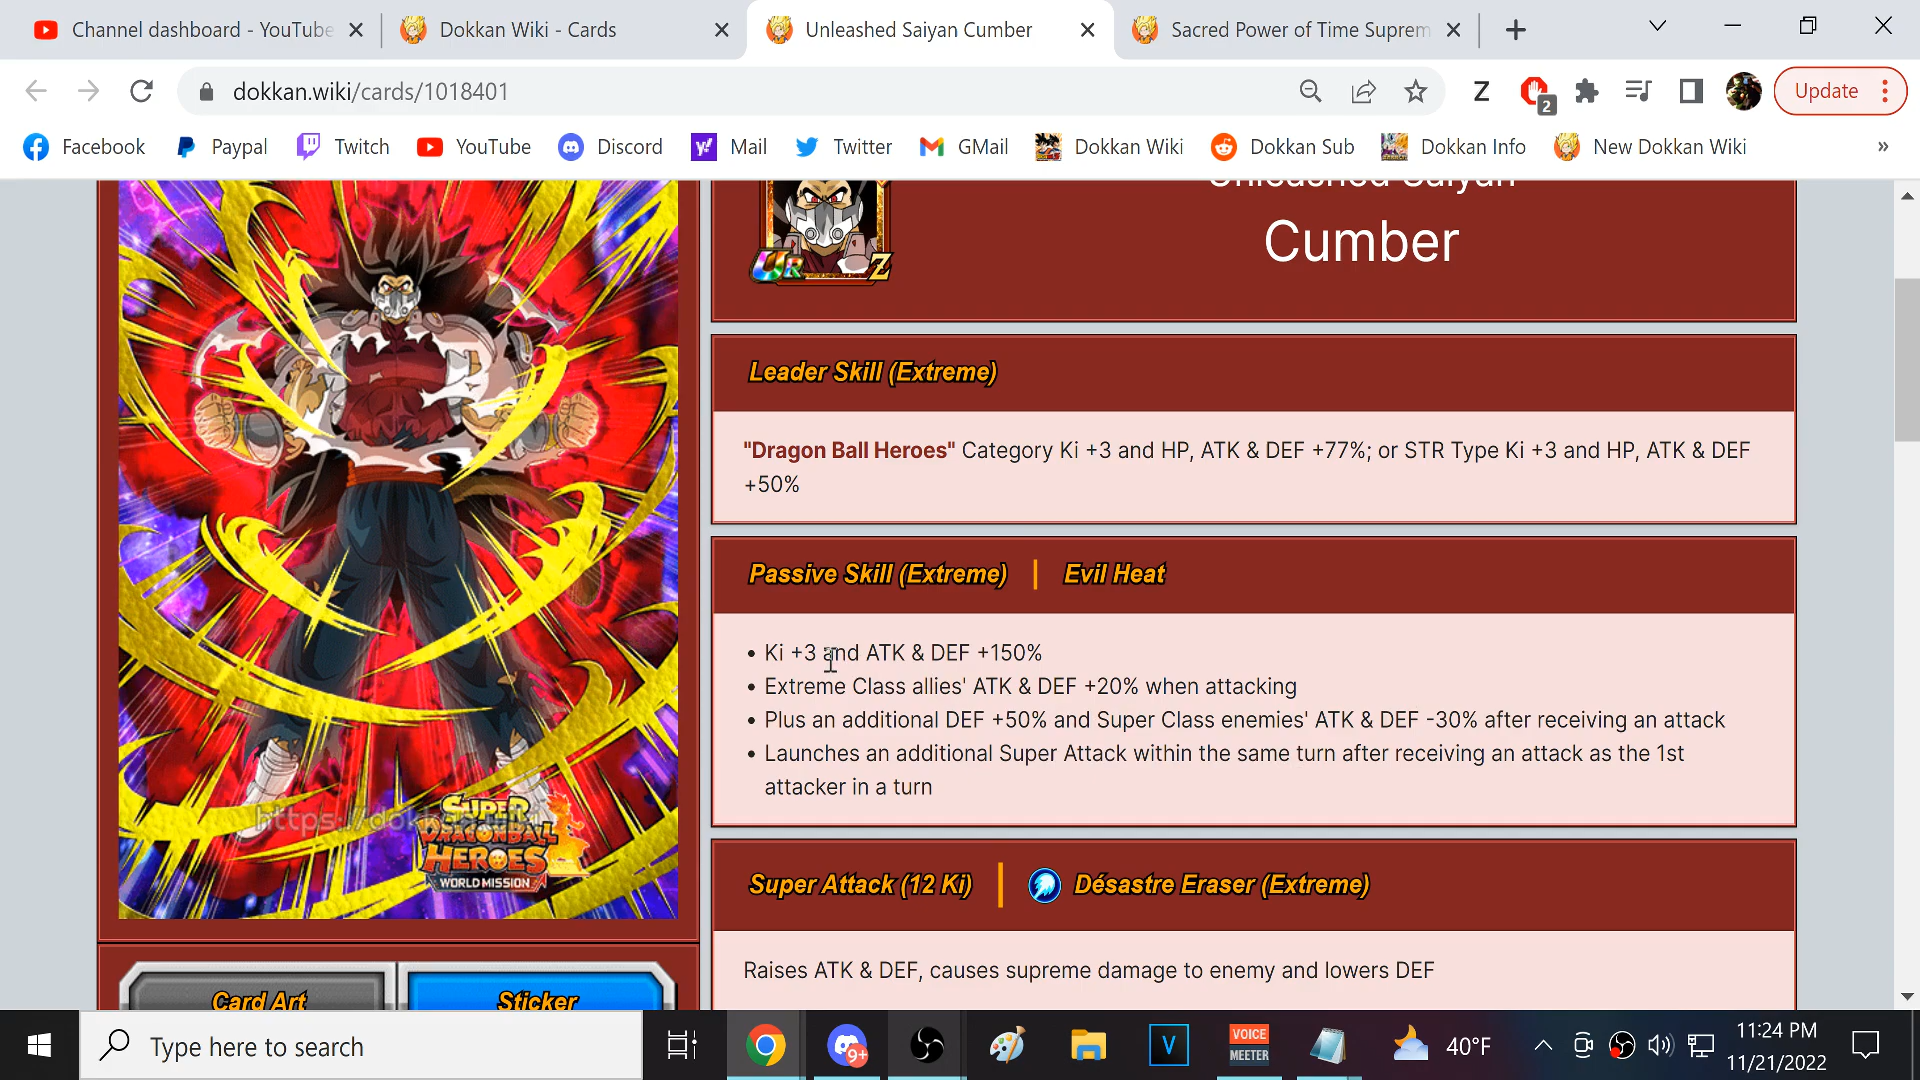 Channel dashboard - YouTube
Dokkan Wiki - Cards
Unleashed Saiyan Cumber
Sacred Power of Time Suprem
dokkan.wiki/cards/1018401
Z
2
Update
Facebook
Paypal
Twitch
YouTube
Discord
Mail
Twitter
GMail
Dokkan Wiki
Dokkan Sub
Dokkan Info
New Dokkan Wiki
»
Unleashed Saiyan
Cumber
UR
Z
Leader Skill (Extreme)
"Dragon Ball Heroes" Category Ki +3 and HP, ATK & DEF +77%; or STR Type Ki +3 and HP, ATK & DEF
+50%
Passive Skill (Extreme) | Evil Heat
• Ki +3 and ATK & DEF +150%
• Extreme Class allies' ATK & DEF +20% when attacking
• Plus an additional DEF +50% and Super Class enemies' ATK & DEF -30% after receiving an attack
• Launches an additional Super Attack within the same turn after receiving an attack as the 1st
attacker in a turn
Super Attack (12 Ki) | Désastre Eraser (Extreme)
Raises ATK & DEF, causes supreme damage to enemy and lowers DEF
SUPER
DRAGONBALL
HEROES
WORLD MISSION
Card Art
Sticker
Type here to search
9+
V
VOICE
MEETER
40°F
11:24 PM
11/21/2022